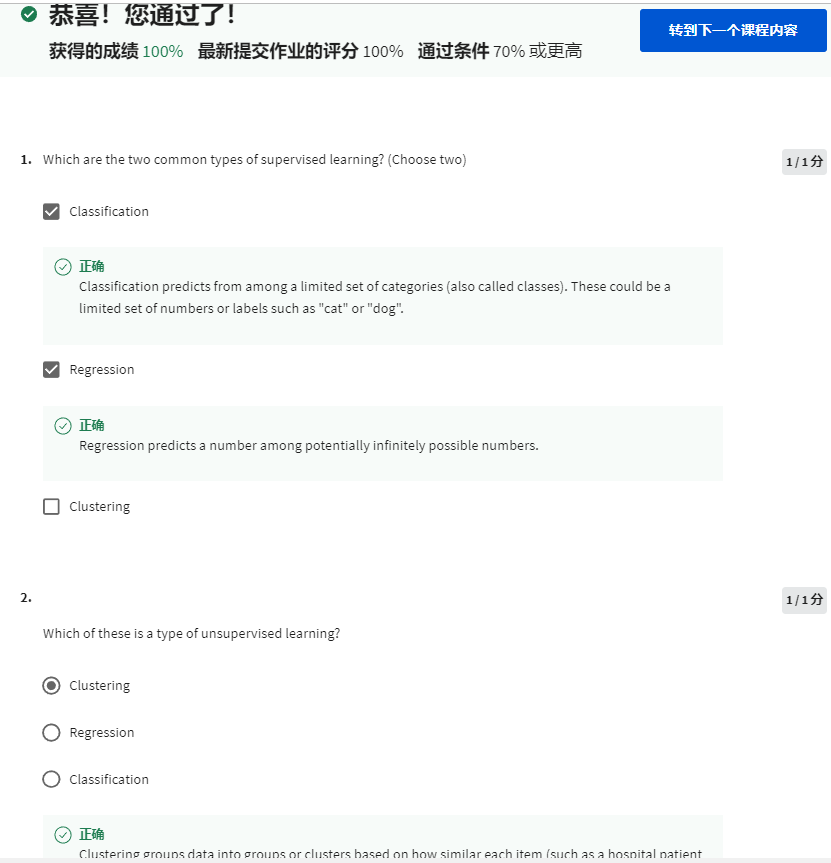 恭喜！您通过了！
获得的成绩 100% 最新提交作业的评分 100% 通过条件 70% 或更高
转到下一个课程内容
1. Which are the two common types of supervised learning? (Choose two)
1 / 1 分
Classification
正确
Classification predicts from among a limited set of categories (also called classes). These could be a
limited set of numbers or labels such as "cat" or "dog".
Regression
正确
Regression predicts a number among potentially infinitely possible numbers.
Clustering
2.
1 / 1 分
Which of these is a type of unsupervised learning?
Clustering
Regression
Classification
正确
Clustering groups data into groups or clusters based on how similar each item (such as a hospital patient